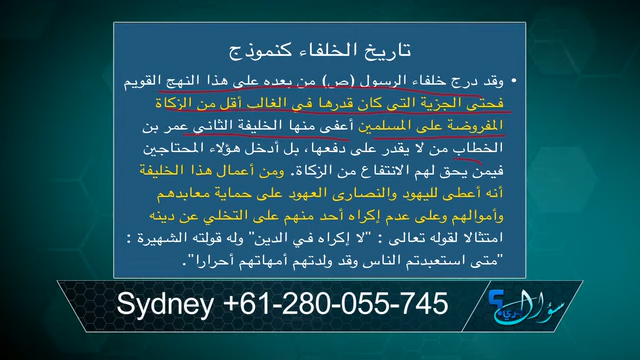 تاريخ الخلفاء كنموذج
• وقد درج خلفاء الرسول (ص) من بعده على هذا النهج القويم
فحتى الجزية التي كان قدرها في الغالب أقل من الزكاة
المفروضة على المسلمين أعفى منها الخليفة الثاني عمر بن
الخطاب من لا يقدر على دفعها، بل أدخل هؤلاء المحتاجين
فيمن يحق لهم الانتفاع من الزكاة. ومن أعمال هذا الخليفة
أنه أعطى لليهود والنصارى العهود على حماية معابدهم
وأموالهم وعلى عدم إكراه أحد منهم على التخلي عن دينه
امتثالا لقوله تعالى : "لا إكراه في الدين" وله قولته الشهيرة :
"متى استعبدتم الناس وقد ولدتهم أمهاتهم أحرارا".
Sydney +61-280-055-745
سؤال جريء